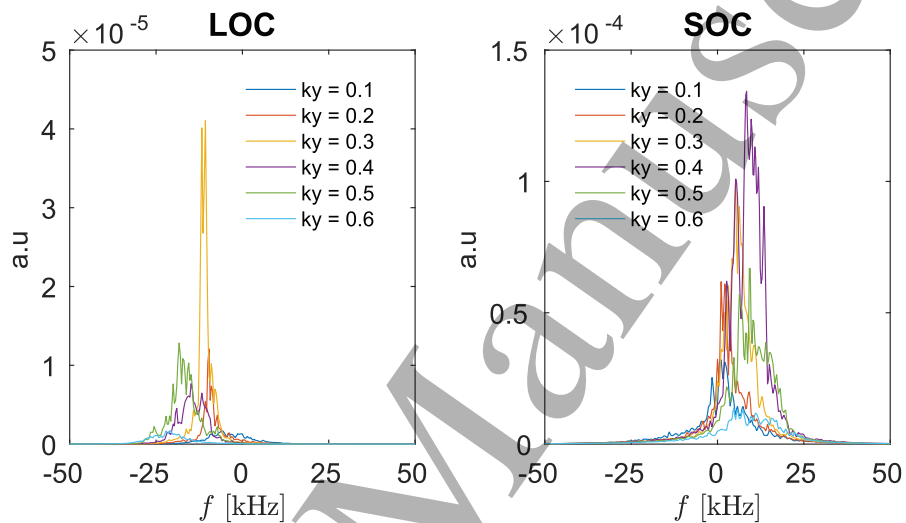 LOC
×10⁻⁵
5
4
3
2
1
0
a.u
ky = 0.1
ky = 0.2
ky = 0.3
ky = 0.4
ky = 0.5
ky = 0.6
-50 -25 0 25 50
f [kHz]
SOC
×10⁻⁴
1.5
1
0.5
0
a.u
ky = 0.1
ky = 0.2
ky = 0.3
ky = 0.4
ky = 0.5
ky = 0.6
-50 -25 0 25 50
f [kHz]
Manusc